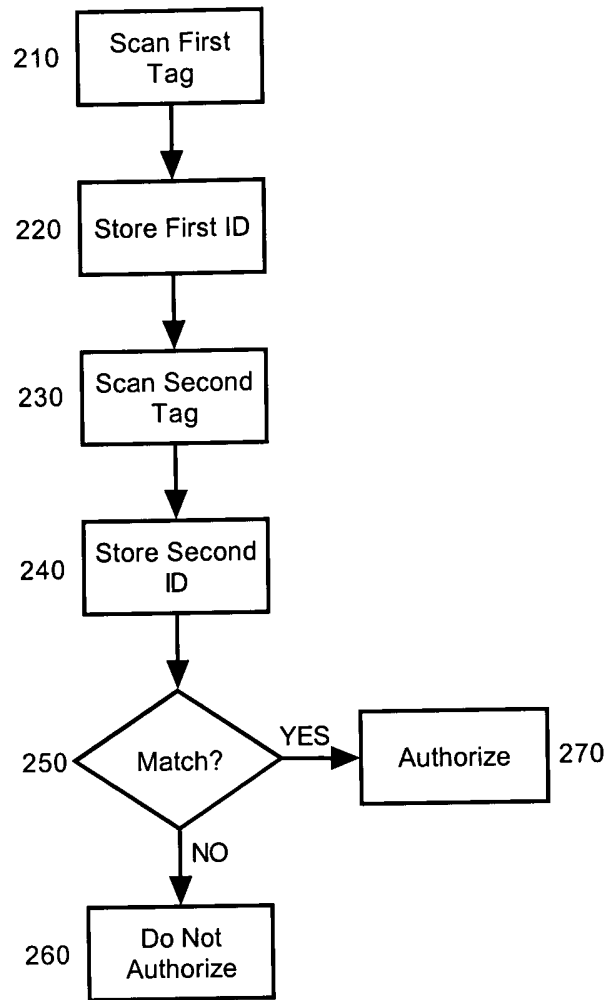 210
Scan First
Tag
220
Store First ID
230
Scan Second
Tag
240
Store Second
ID
250
Match?
YES
Authorize
270
NO
260
Do Not
Authorize